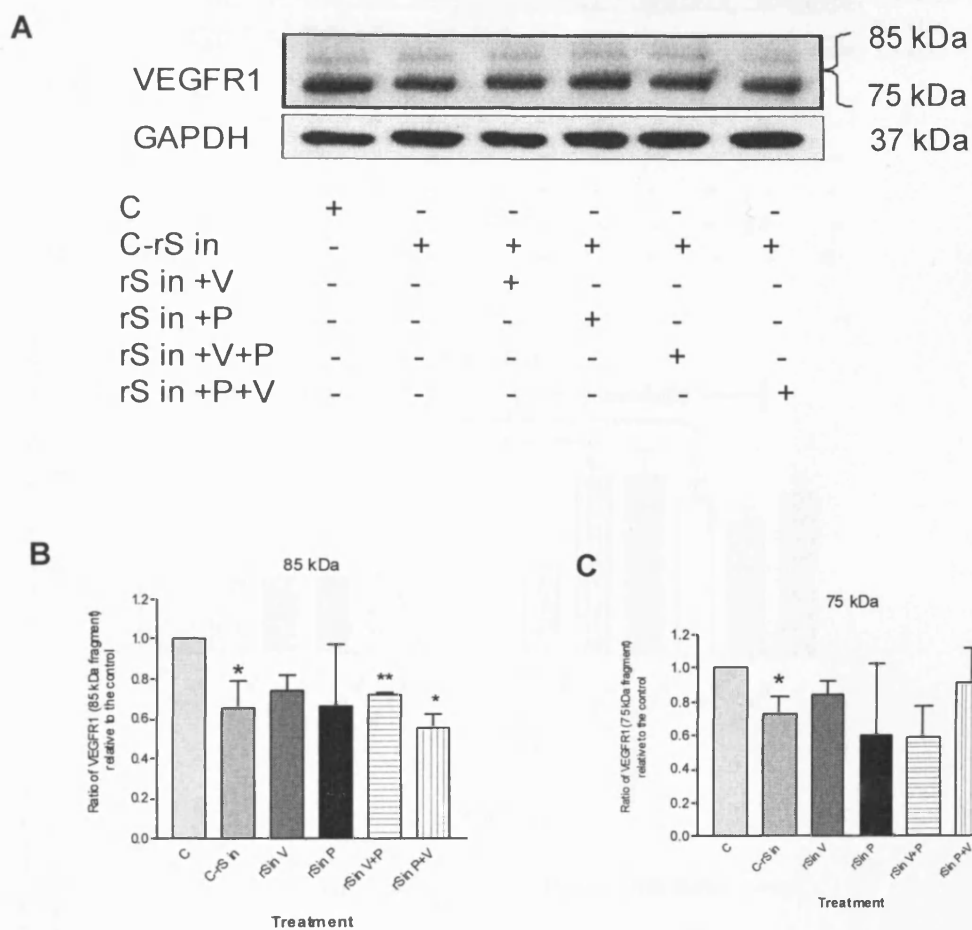 A
VEGFR1
85 kDa
75 kDa
GAPDH
37 kDa
C + - - - - -
C-rS in - + + + + +
rS in +V - - + - - -
rS in +P - - - + - -
rS in +V+P - - - - + -
rS in +P+V - - - - - +
B
85 kDa
Ratio of VEGFR1 (85 kDa fragment)
relative to the control
1.2
1.0
0.8
0.6
0.4
0.2
0.0
* ** *
C C-rS in rSin V rSin P rSin V+P rSin P+V
Treatment
C
75 kDa
Ratio of VEGFR1 (75 kDa fragment)
relative to the control
1.2
1.0
0.8
0.6
0.4
0.2
0.0
*
C C-rS in rSin V rSin P rSin V+P rSin P+V
Treatment